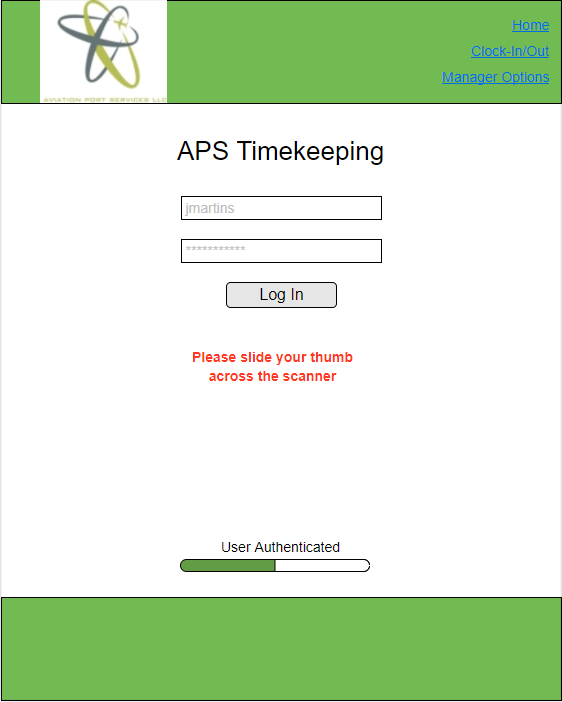 AVIATION PORT SERVICES LLC
Home
Clock-In/Out
Manager Options
APS Timekeeping
jmartins
***********
Log In
Please slide your thumb
across the scanner
User Authenticated